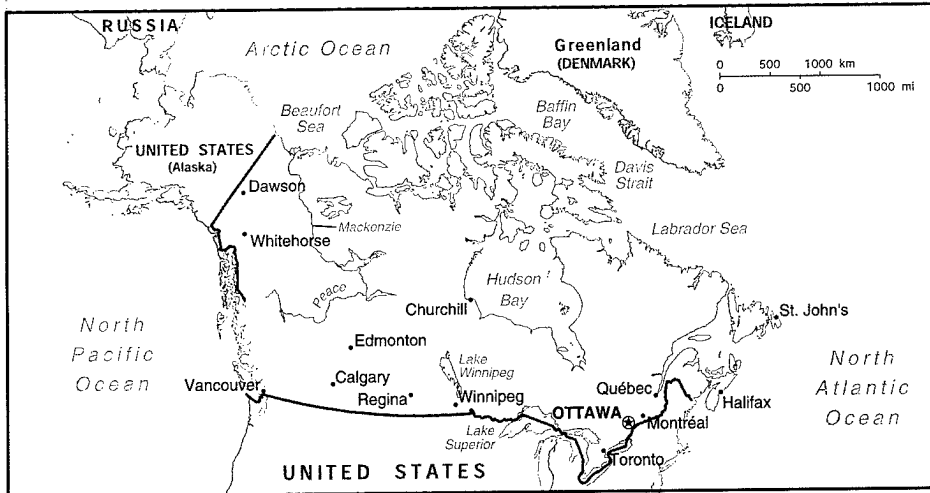 RUSSIA
Arctic Ocean
Greenland
(DENMARK)
ICELAND
0 500 1000 km
0 500 1000 mi
Beaufort
Sea
Baffin
Bay
UNITED STATES
(Alaska)
Davis
Strait
Dawson
Mackenzie
Whitehorse
Labrador Sea
Hudson
Bay
Peace
Churchill
St. John's
North
Pacific
Ocean
Edmonton
Lake
Winnipeg
North
Atlantic
Ocean
Vancouver
Calgary
Regina
Winnipeg
Québec
Halifax
OTTAWA
Montréal
Lake
Superior
Toronto
UNITED STATES